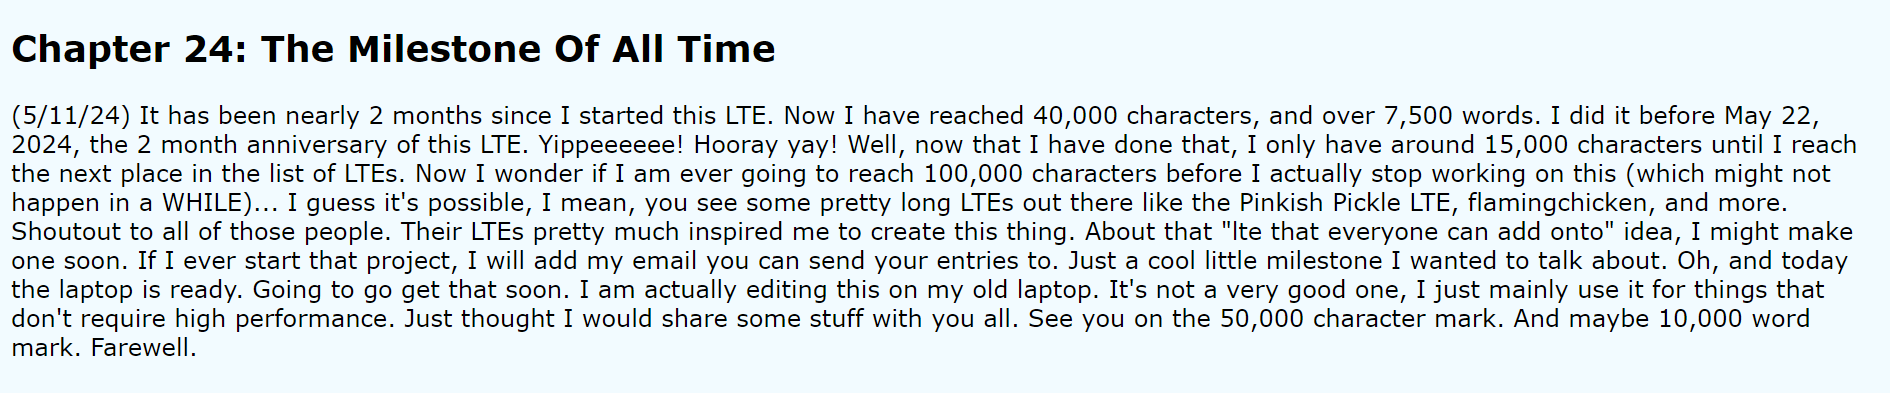 Chapter 24: The Milestone Of All Time
(5/11/24) It has been nearly 2 months since I started this LTE. Now I have reached 40,000 characters, and over 7,500 words. I did it before May 22,
2024, the 2 month anniversary of this LTE. Yippeeeeee! Hooray yay! Well, now that I have done that, I only have around 15,000 characters until I reach
the next place in the list of LTEs. Now I wonder if I am ever going to reach 100,000 characters before I actually stop working on this (which might not
happen in a WHILE)... I guess it's possible, I mean, you see some pretty long LTEs out there like the Pinkish Pickle LTE, flamingchicken, and more.
Shoutout to all of those people. Their LTEs pretty much inspired me to create this thing. About that "lte that everyone can add onto" idea, I might make
one soon. If I ever start that project, I will add my email you can send your entries to. Just a cool little milestone I wanted to talk about. Oh, and today
the laptop is ready. Going to go get that soon. I am actually editing this on my old laptop. It's not a very good one, I just mainly use it for things that
don't require high performance. Just thought I would share some stuff with you all. See you on the 50,000 character mark. And maybe 10,000 word
mark. Farewell.